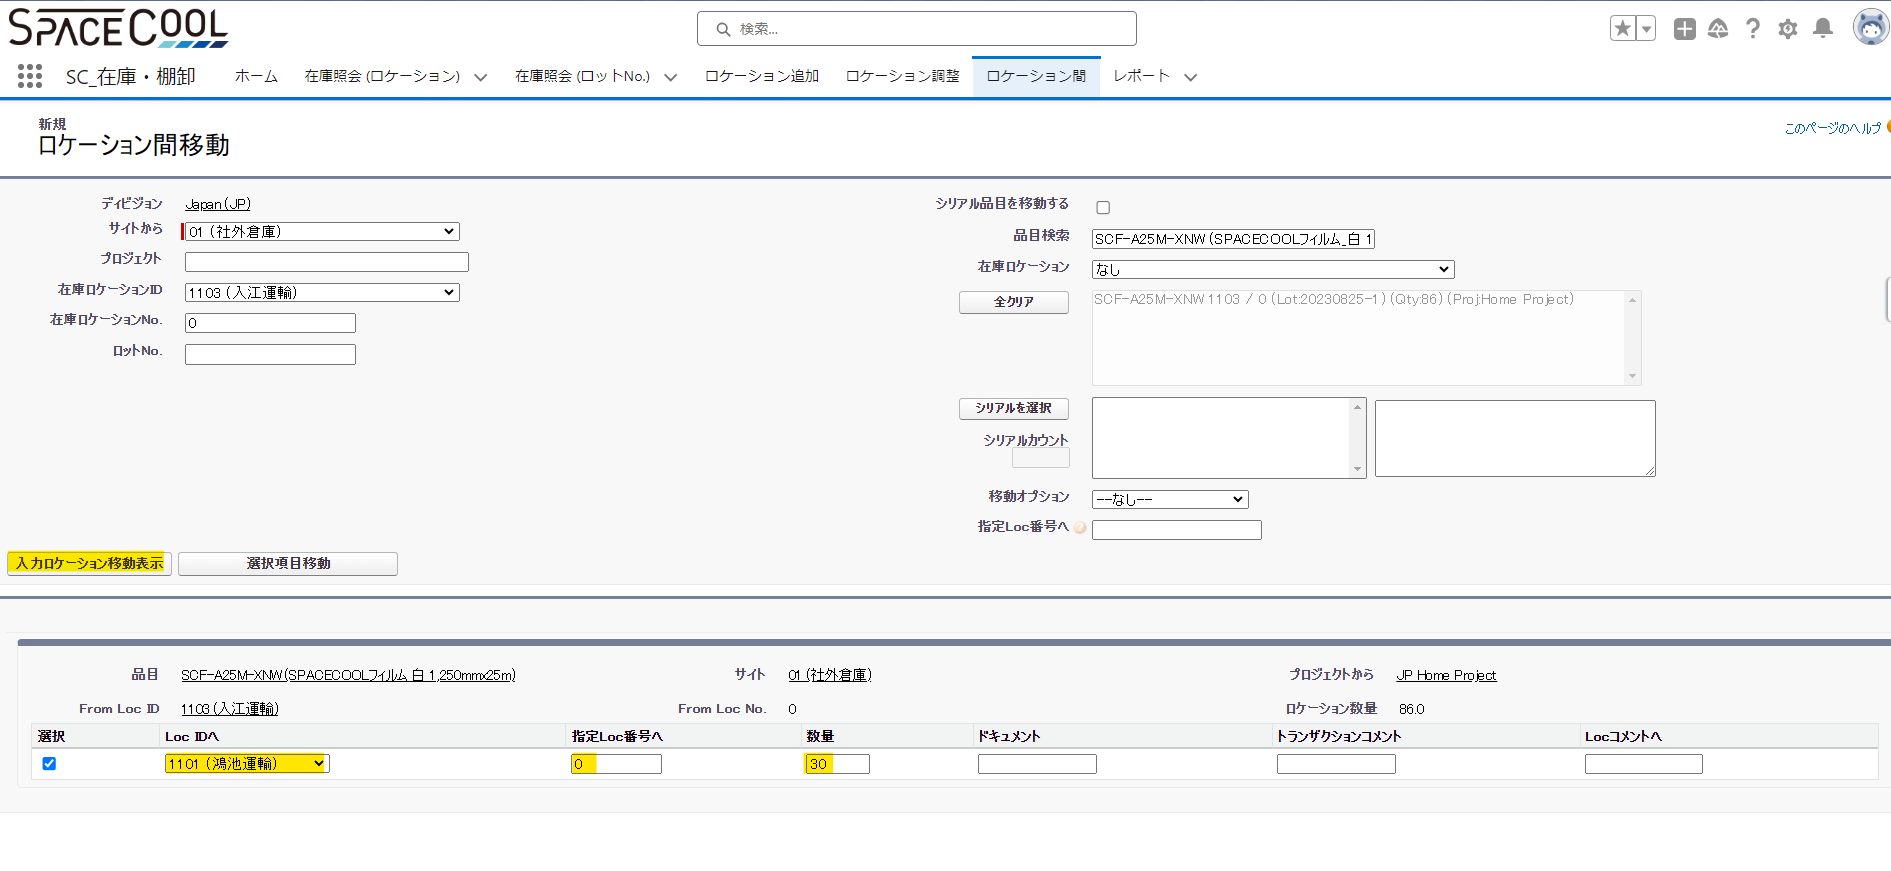 SPACECOOL
検索...
SC_在庫・棚卸 ホーム 在庫照会 (ロケーション) 在庫照会 (ロットNo.) ロケーション追加 ロケーション調整 ロケーション間 レポート
新規
ロケーション間移動
このページのヘルプ
ディビジョン Japan(JP)
サイトから 01 (社外倉庫)
プロジェクト
在庫ロケーションID 1103 (入江運輸)
在庫ロケーションNo. 0
ロットNo.
シリアル品目を移動する
品目検索 SCF-A25M-XNW (SPACECOOLフィルム_白 1
在庫ロケーション なし
全クリア SCF-A25M-XNW 1103 / 0 (Lot:20230825-1) (Qty:86) (Proj:Home Project)
シリアルを選択
シリアルカウント
移動オプション --なし--
指定Loc番号へ ?
入力ロケーション移動表示 選択項目移動
品目 SCF-A25M-XNW(SPACECOOLフィルム 白 1,250mmx25m) サイト 01 (社外倉庫) プロジェクトから JP Home Project
From Loc ID 1103 (入江運輸) From Loc No. 0 ロケーション数量 86.0
選択 Loc IDへ 指定Loc番号へ 数量 ドキュメント トランザクションコメント Locコメントへ
1101 (鴻池運輸) 0 30